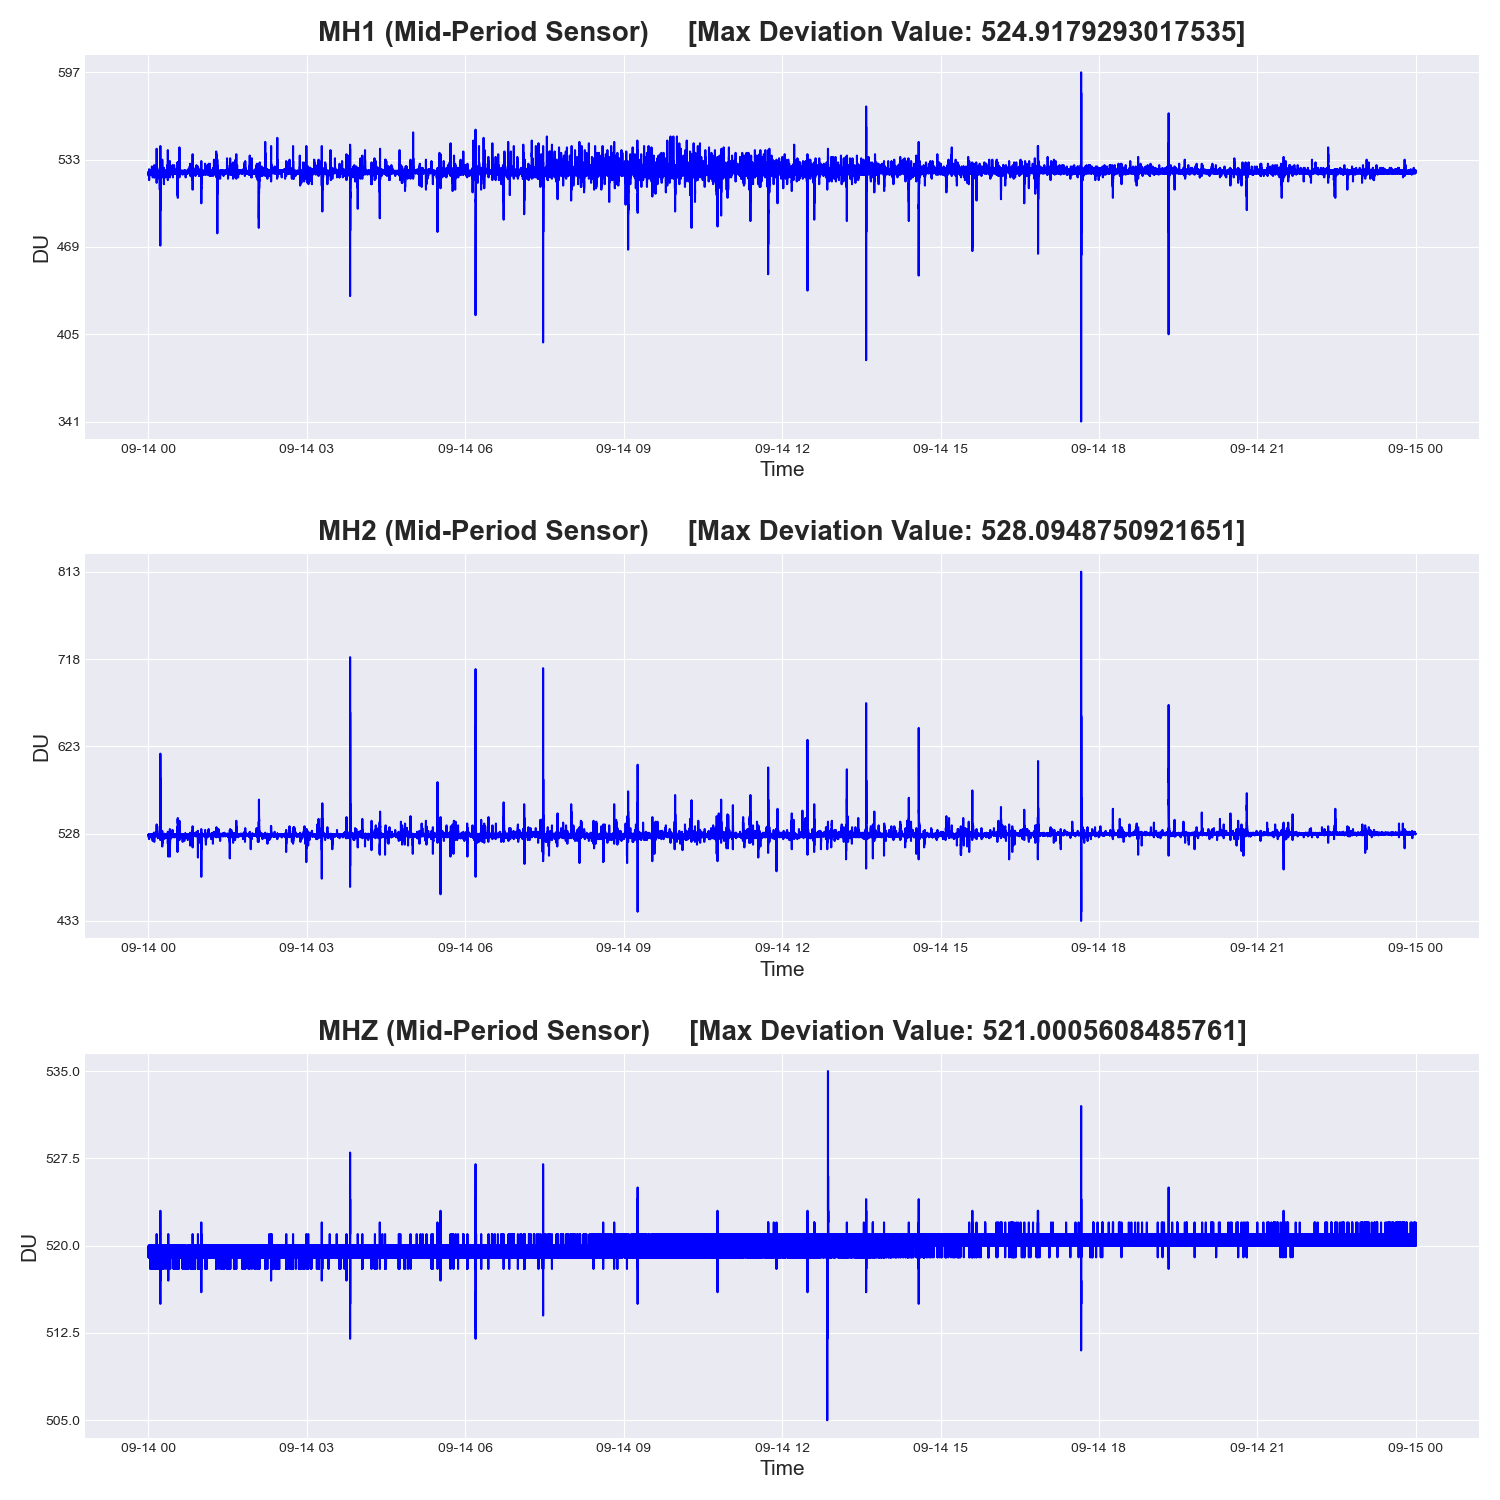 MH1 (Mid-Period Sensor) [Max Deviation Value: 524.9179293017535]
597
533
469
405
341
DU
09-14 00 09-14 03 09-14 06 09-14 09 09-14 12 09-14 15 09-14 18 09-14 21 09-15 00
Time
MH2 (Mid-Period Sensor) [Max Deviation Value: 528.0948750921651]
813
718
623
528
433
DU
09-14 00 09-14 03 09-14 06 09-14 09 09-14 12 09-14 15 09-14 18 09-14 21 09-15 00
Time
MHZ (Mid-Period Sensor) [Max Deviation Value: 521.0005608485761]
535.0
527.5
520.0
512.5
505.0
DU
09-14 00 09-14 03 09-14 06 09-14 09 09-14 12 09-14 15 09-14 18 09-14 21 09-15 00
Time